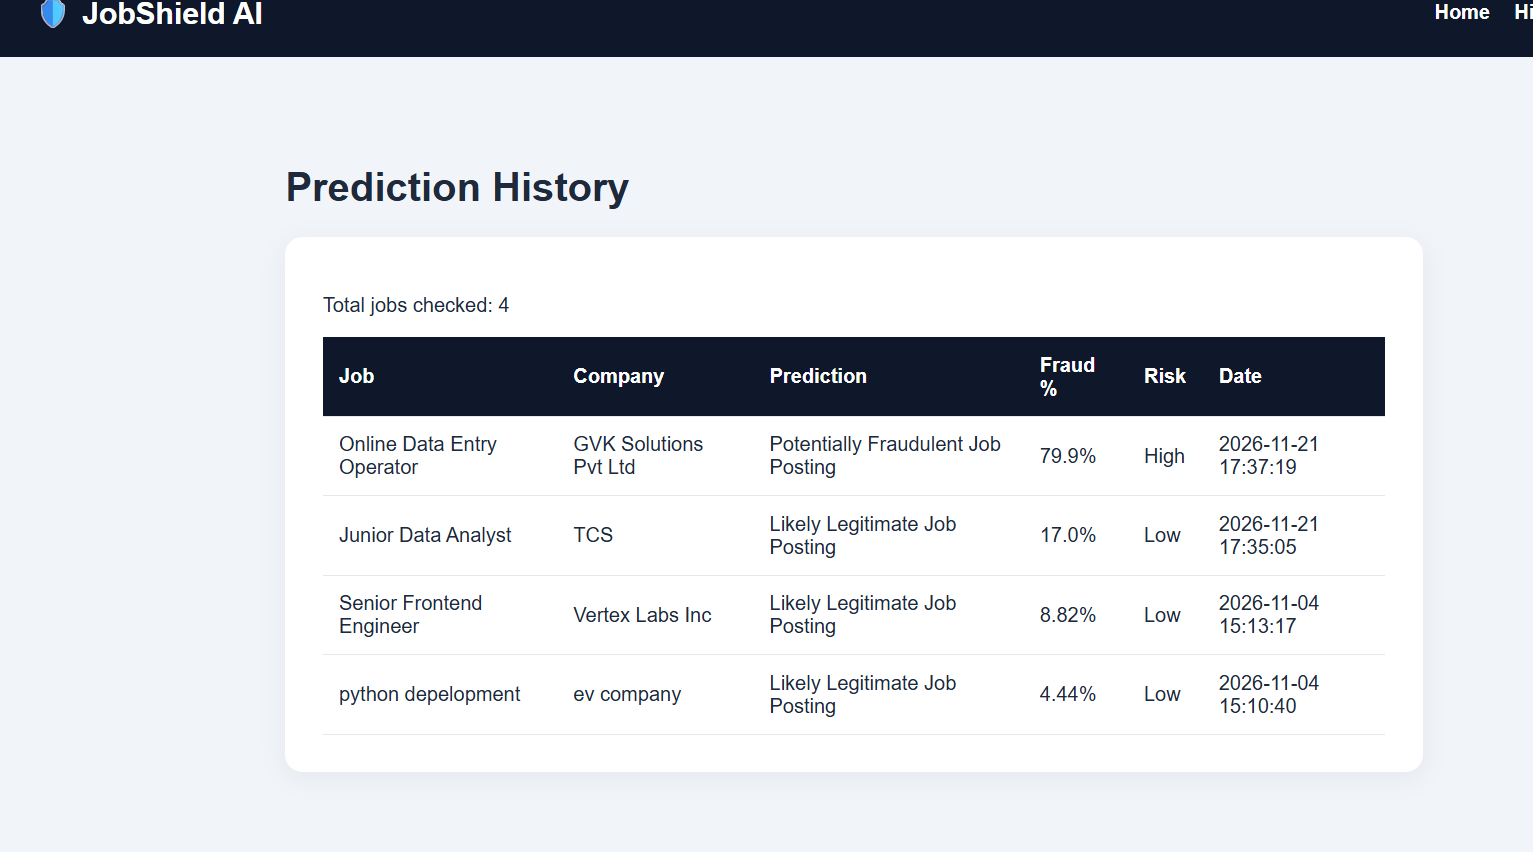 JobShield AI
Home
Prediction History
Total jobs checked: 4
Job Company Prediction Fraud % Risk Date
Online Data Entry Operator GVK Solutions Pvt Ltd Potentially Fraudulent Job Posting 79.9% High 2026-11-21 17:37:19
Junior Data Analyst TCS Likely Legitimate Job Posting 17.0% Low 2026-11-21 17:35:05
Senior Frontend Engineer Vertex Labs Inc Likely Legitimate Job Posting 8.82% Low 2026-11-04 15:13:17
python depelopment ev company Likely Legitimate Job Posting 4.44% Low 2026-11-04 15:10:40